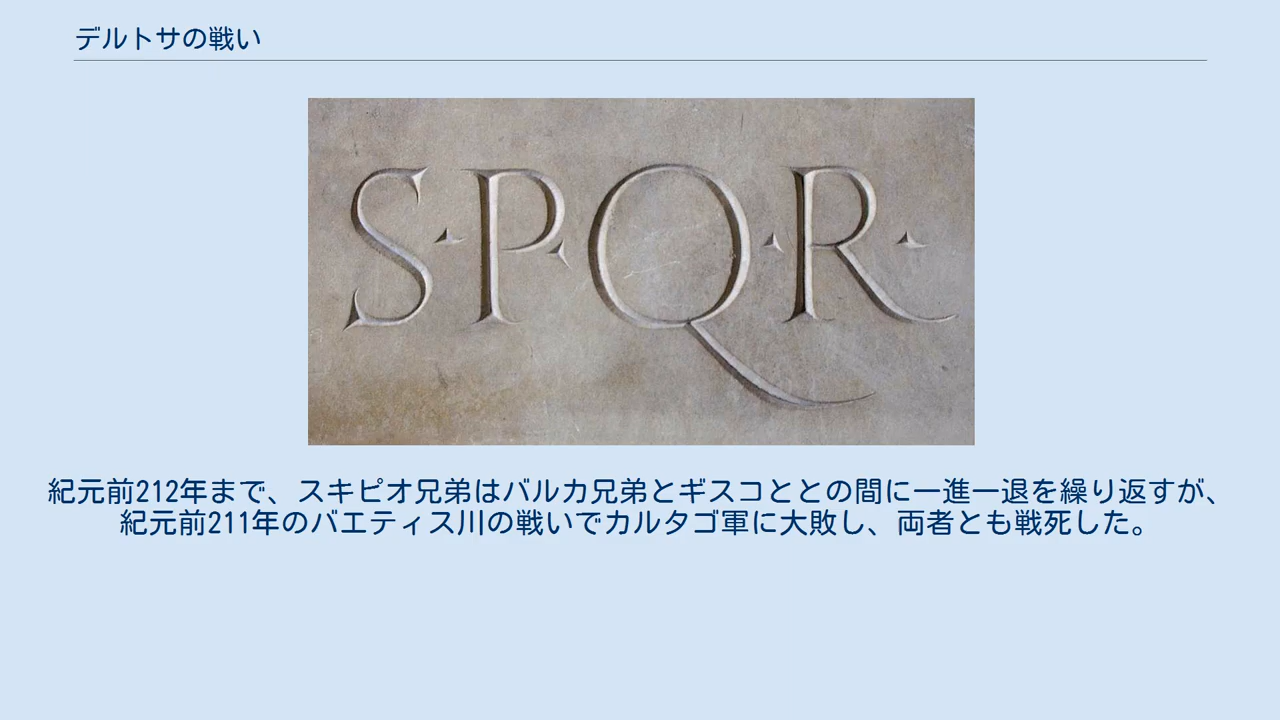 デルトサの戦い
S·P·Q·R·
紀元前212年まで、スキピオ兄弟はバルカ兄弟とギスコととの間に一進一退を繰り返すが、
紀元前211年のバエティス川の戦いでカルタゴ軍に大敗し、両者とも戦死した。